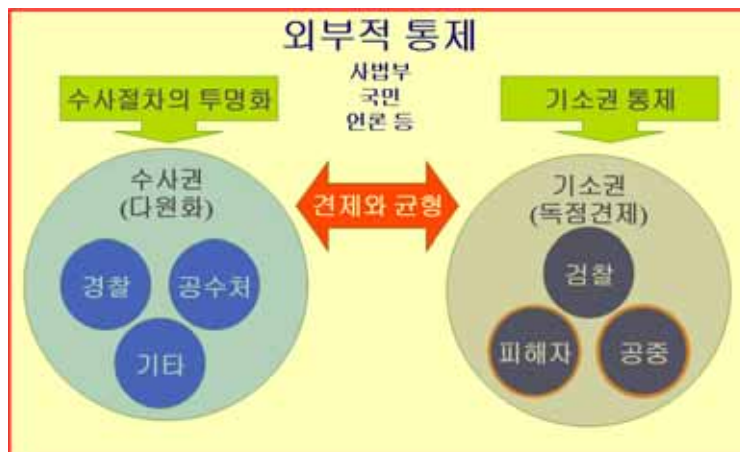 외부적 통제
사법부
국민
언론 등
수사절차의 투명화
기소권 통제
수사권
(다원화)
경찰
공수처
기타
견제와 균형
기소권
(독점견제)
검찰
피해자
공중